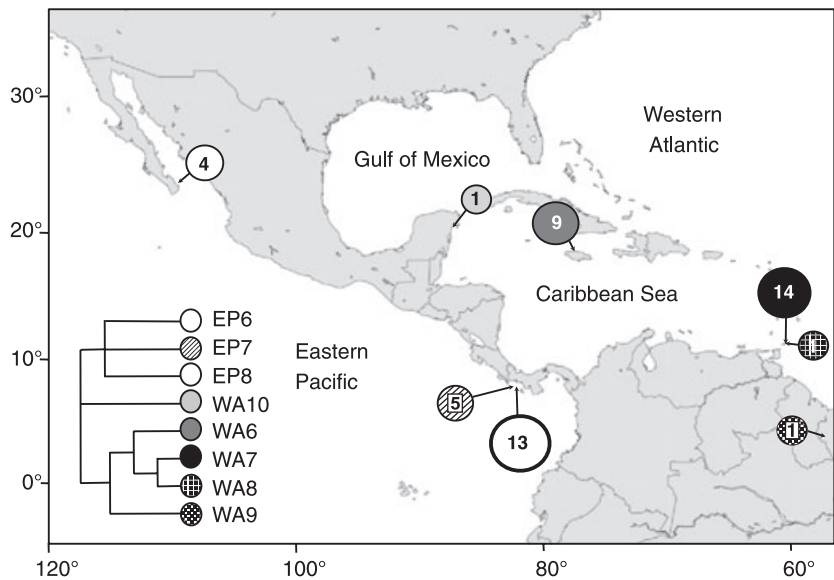 30°
20°
10°
0°
120°
100°
80°
60°
Western
Atlantic
Gulf of Mexico
4
1
9
14
Caribbean Sea
Eastern
Pacific
5
13
1
EP6
EP7
EP8
WA10
WA6
WA7
WA8
WA9